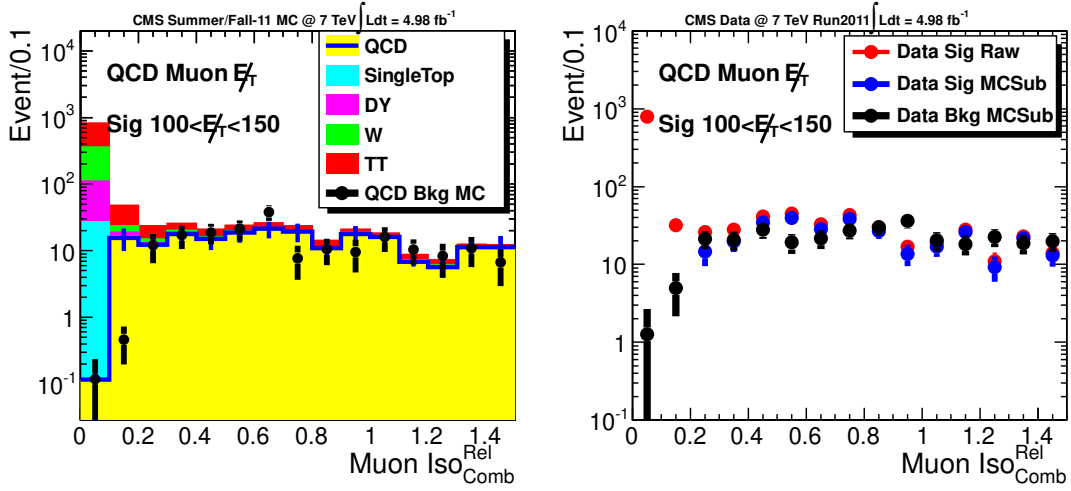 CMS Summer/Fall-11 MC @ 7 TeV ∫ Ldt = 4.98 fb⁻¹
Event/0.1
10⁴
10³
10²
10
1
10⁻¹
QCD Muon E̸T
Sig 100<E̸T<150
QCD
SingleTop
DY
W
TT
QCD Bkg MC
0 0.2 0.4 0.6 0.8 1 1.2 1.4
Muon Iso^Rel_Comb
CMS Data @ 7 TeV Run2011 ∫ Ldt = 4.98 fb⁻¹
Event/0.1
10⁴
10³
10²
10
1
10⁻¹
QCD Muon E̸T
Sig 100<E̸T<150
Data Sig Raw
Data Sig MCSub
Data Bkg MCSub
0 0.2 0.4 0.6 0.8 1 1.2 1.4
Muon Iso^Rel_Comb